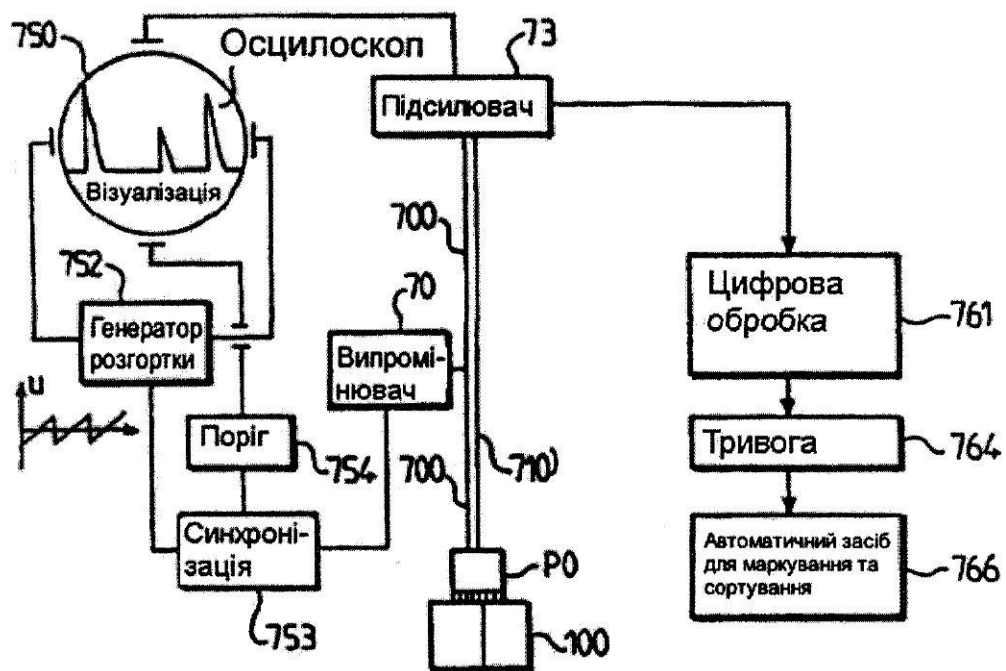 750
Осцилоскоп
73
Підсилювач
Візуалізація
700
752
70
Цифрова
обробка
761
Генератор
розгортки
Випромі-
нювач
u
Поріг
754
700
710)
Тривога
764
Синхроні-
зація
753
P0
Автоматичний засіб
для маркування та
сортування
766
100